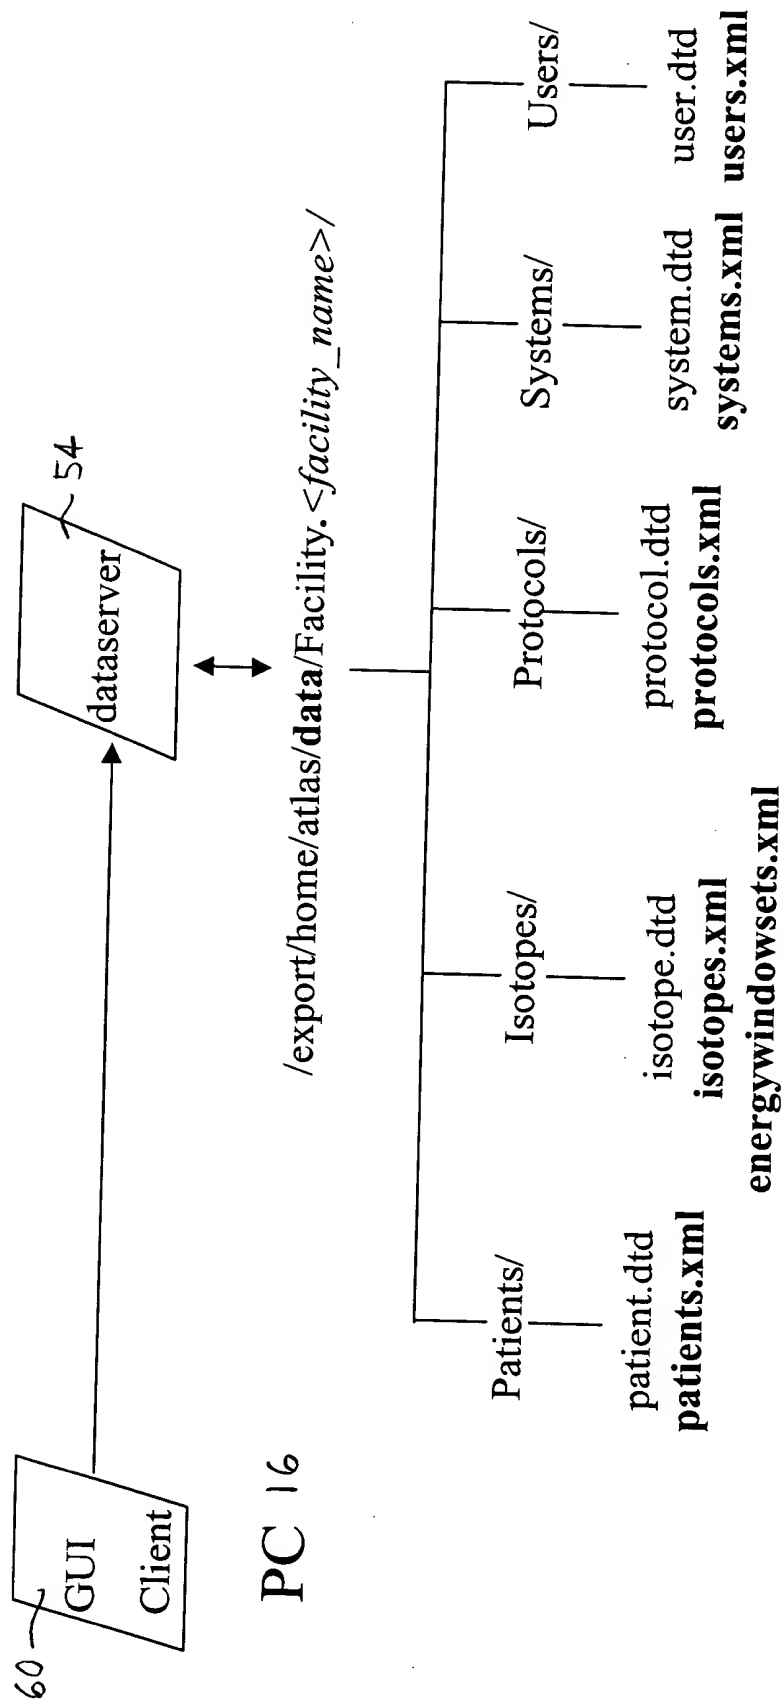 60
GUI
Client
PC 16
54
dataserver
/export/home/atlas/data/Facility.<facility_name>/
Patients/
patient.dtd
patients.xml
Isotopes/
isotope.dtd
isotopes.xml
energywindowsets.xml
Protocols/
protocol.dtd
protocols.xml
Systems/
system.dtd
systems.xml
Users/
user.dtd
users.xml